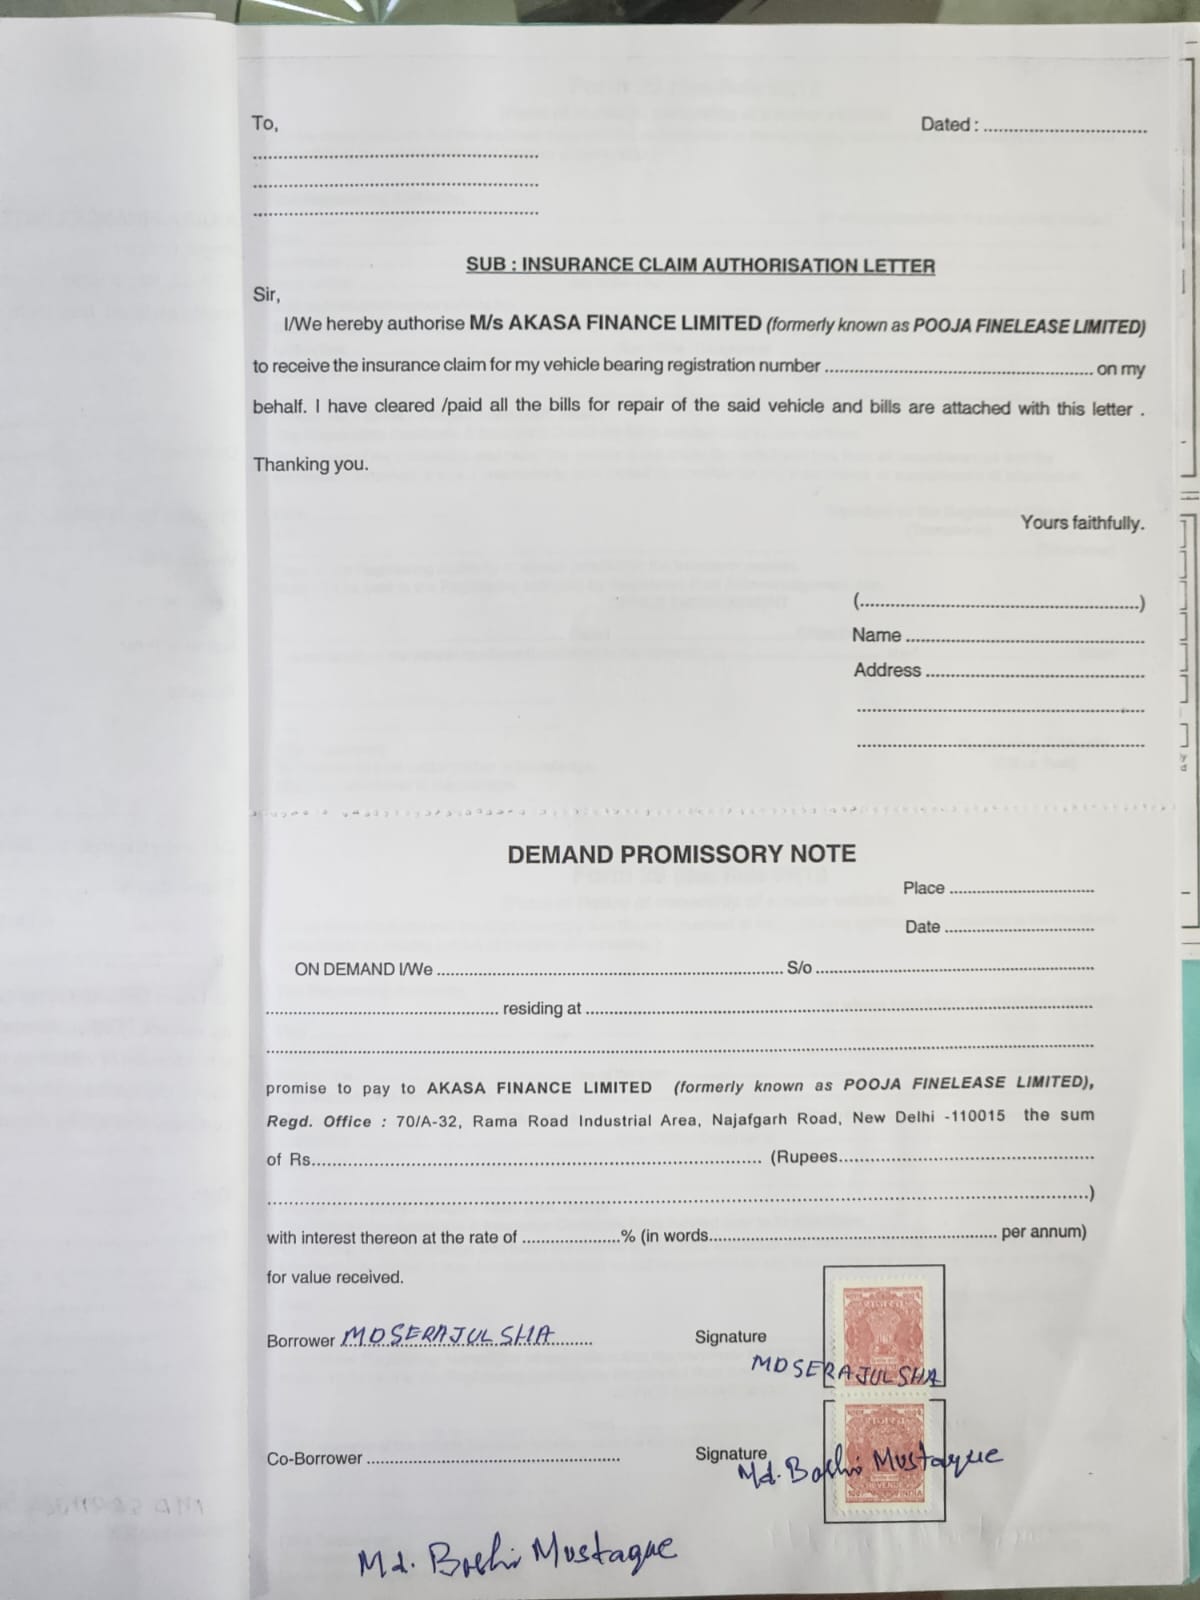 To,
Dated : ..............................
..........................................................
..........................................................
..........................................................
SUB : INSURANCE CLAIM AUTHORISATION LETTER
Sir,
I/We hereby authorise M/s AKASA FINANCE LIMITED (formerly known as POOJA FINELEASE LIMITED)
to receive the insurance claim for my vehicle bearing registration number .................................................. on my
behalf. I have cleared /paid all the bills for repair of the said vehicle and bills are attached with this letter .
Thanking you.
Yours faithfully.
(........................................................)
Name ................................................
Address ............................................
..........................................................
..........................................................
DEMAND PROMISSORY NOTE
Place .............................
Date ..............................
ON DEMAND I/We ...................................................................... S/o ........................................................
............................................... residing at ......................................................................................................
......................................................................................................................................................................
promise to pay to AKASA FINANCE LIMITED (formerly known as POOJA FINELEASE LIMITED),
Regd. Office : 70/A-32, Rama Road Industrial Area, Najafgarh Road, New Delhi -110015 the sum
of Rs.......................................................................................... (Rupees...................................................
....................................................................................................................................................................)
with interest thereon at the rate of ....................% (in words.......................................................... per annum)
for value received.
Borrower MD SERAJUL SHA
Signature
MD SERAJUL SHA
Co-Borrower ...................................................
Signature
Md. Mustaque
REVENUE INDIA
Md. Mustaque